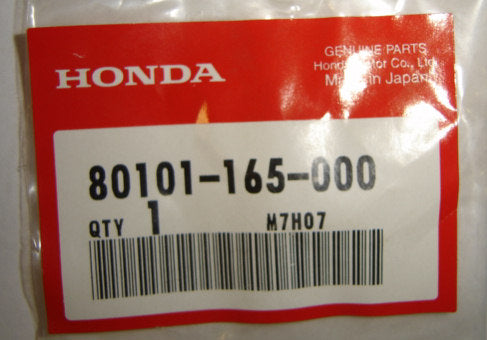 HONDA
GENUINE PARTS
Honda Motor Co., Ltd.
Made in Japan
80101-165-000
QTY 1 M7H07